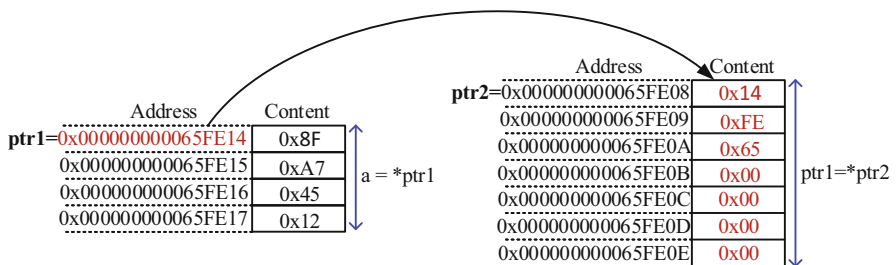 Address Content
ptr1=0x000000000065FE14 0x8F
0x000000000065FE15 0xA7
0x000000000065FE16 0x45
0x000000000065FE17 0x12
a = *ptr1
Address Content
ptr2=0x000000000065FE08 0x14
0x000000000065FE09 0xFE
0x000000000065FE0A 0x65
0x000000000065FE0B 0x00
0x000000000065FE0C 0x00
0x000000000065FE0D 0x00
0x000000000065FE0E 0x00
ptr1=*ptr2